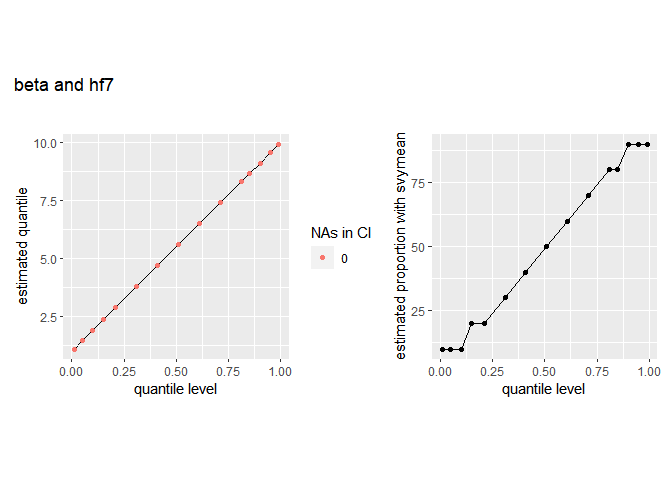 beta and hf7
estimated quantile
10.0
7.5
5.0
2.5
0.00 0.25 0.50 0.75 1.00
quantile level
NAs in CI
0
estimated proportion with svymean
75
50
25
0.00 0.25 0.50 0.75 1.00
quantile level